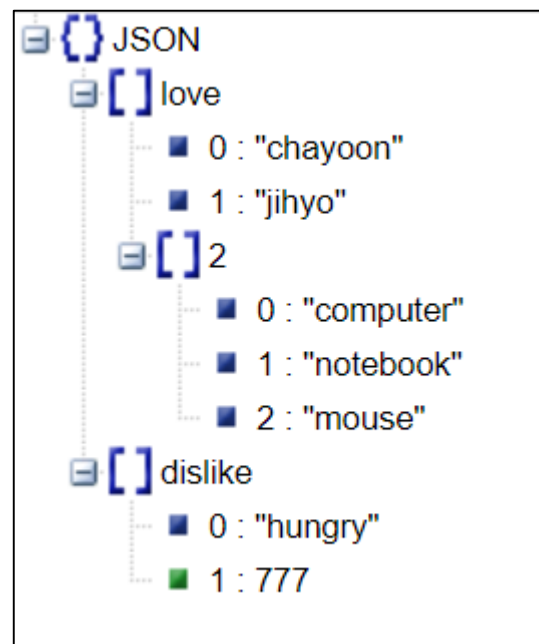 JSON
love
0 : "chayoon"
1 : "jihyo"
2
0 : "computer"
1 : "notebook"
2 : "mouse"
dislike
0 : "hungry"
1 : 777